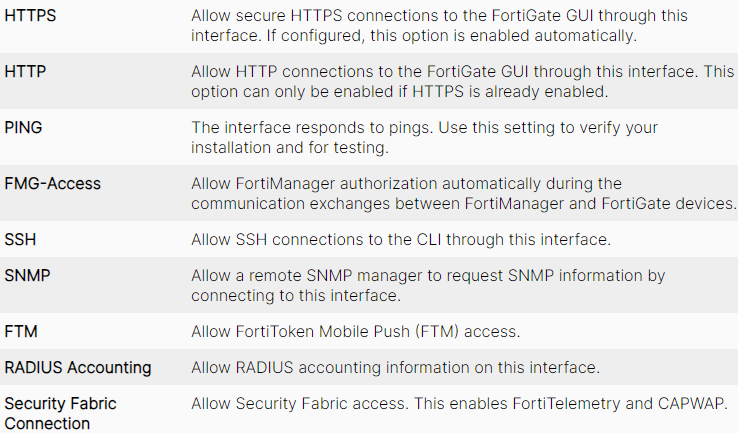 HTTPS Allow secure HTTPS connections to the FortiGate GUI through this
interface. If configured, this option is enabled automatically.
HTTP Allow HTTP connections to the FortiGate GUI through this interface. This
option can only be enabled if HTTPS is already enabled.
PING The interface responds to pings. Use this setting to verify your
installation and for testing.
FMG-Access Allow FortiManager authorization automatically during the
communication exchanges between FortiManager and FortiGate devices.
SSH Allow SSH connections to the CLI through this interface.
SNMP Allow a remote SNMP manager to request SNMP information by
connecting to this interface.
FTM Allow FortiToken Mobile Push (FTM) access.
RADIUS Accounting Allow RADIUS accounting information on this interface.
Security Fabric Allow Security Fabric access. This enables FortiTelemetry and CAPWAP.
Connection